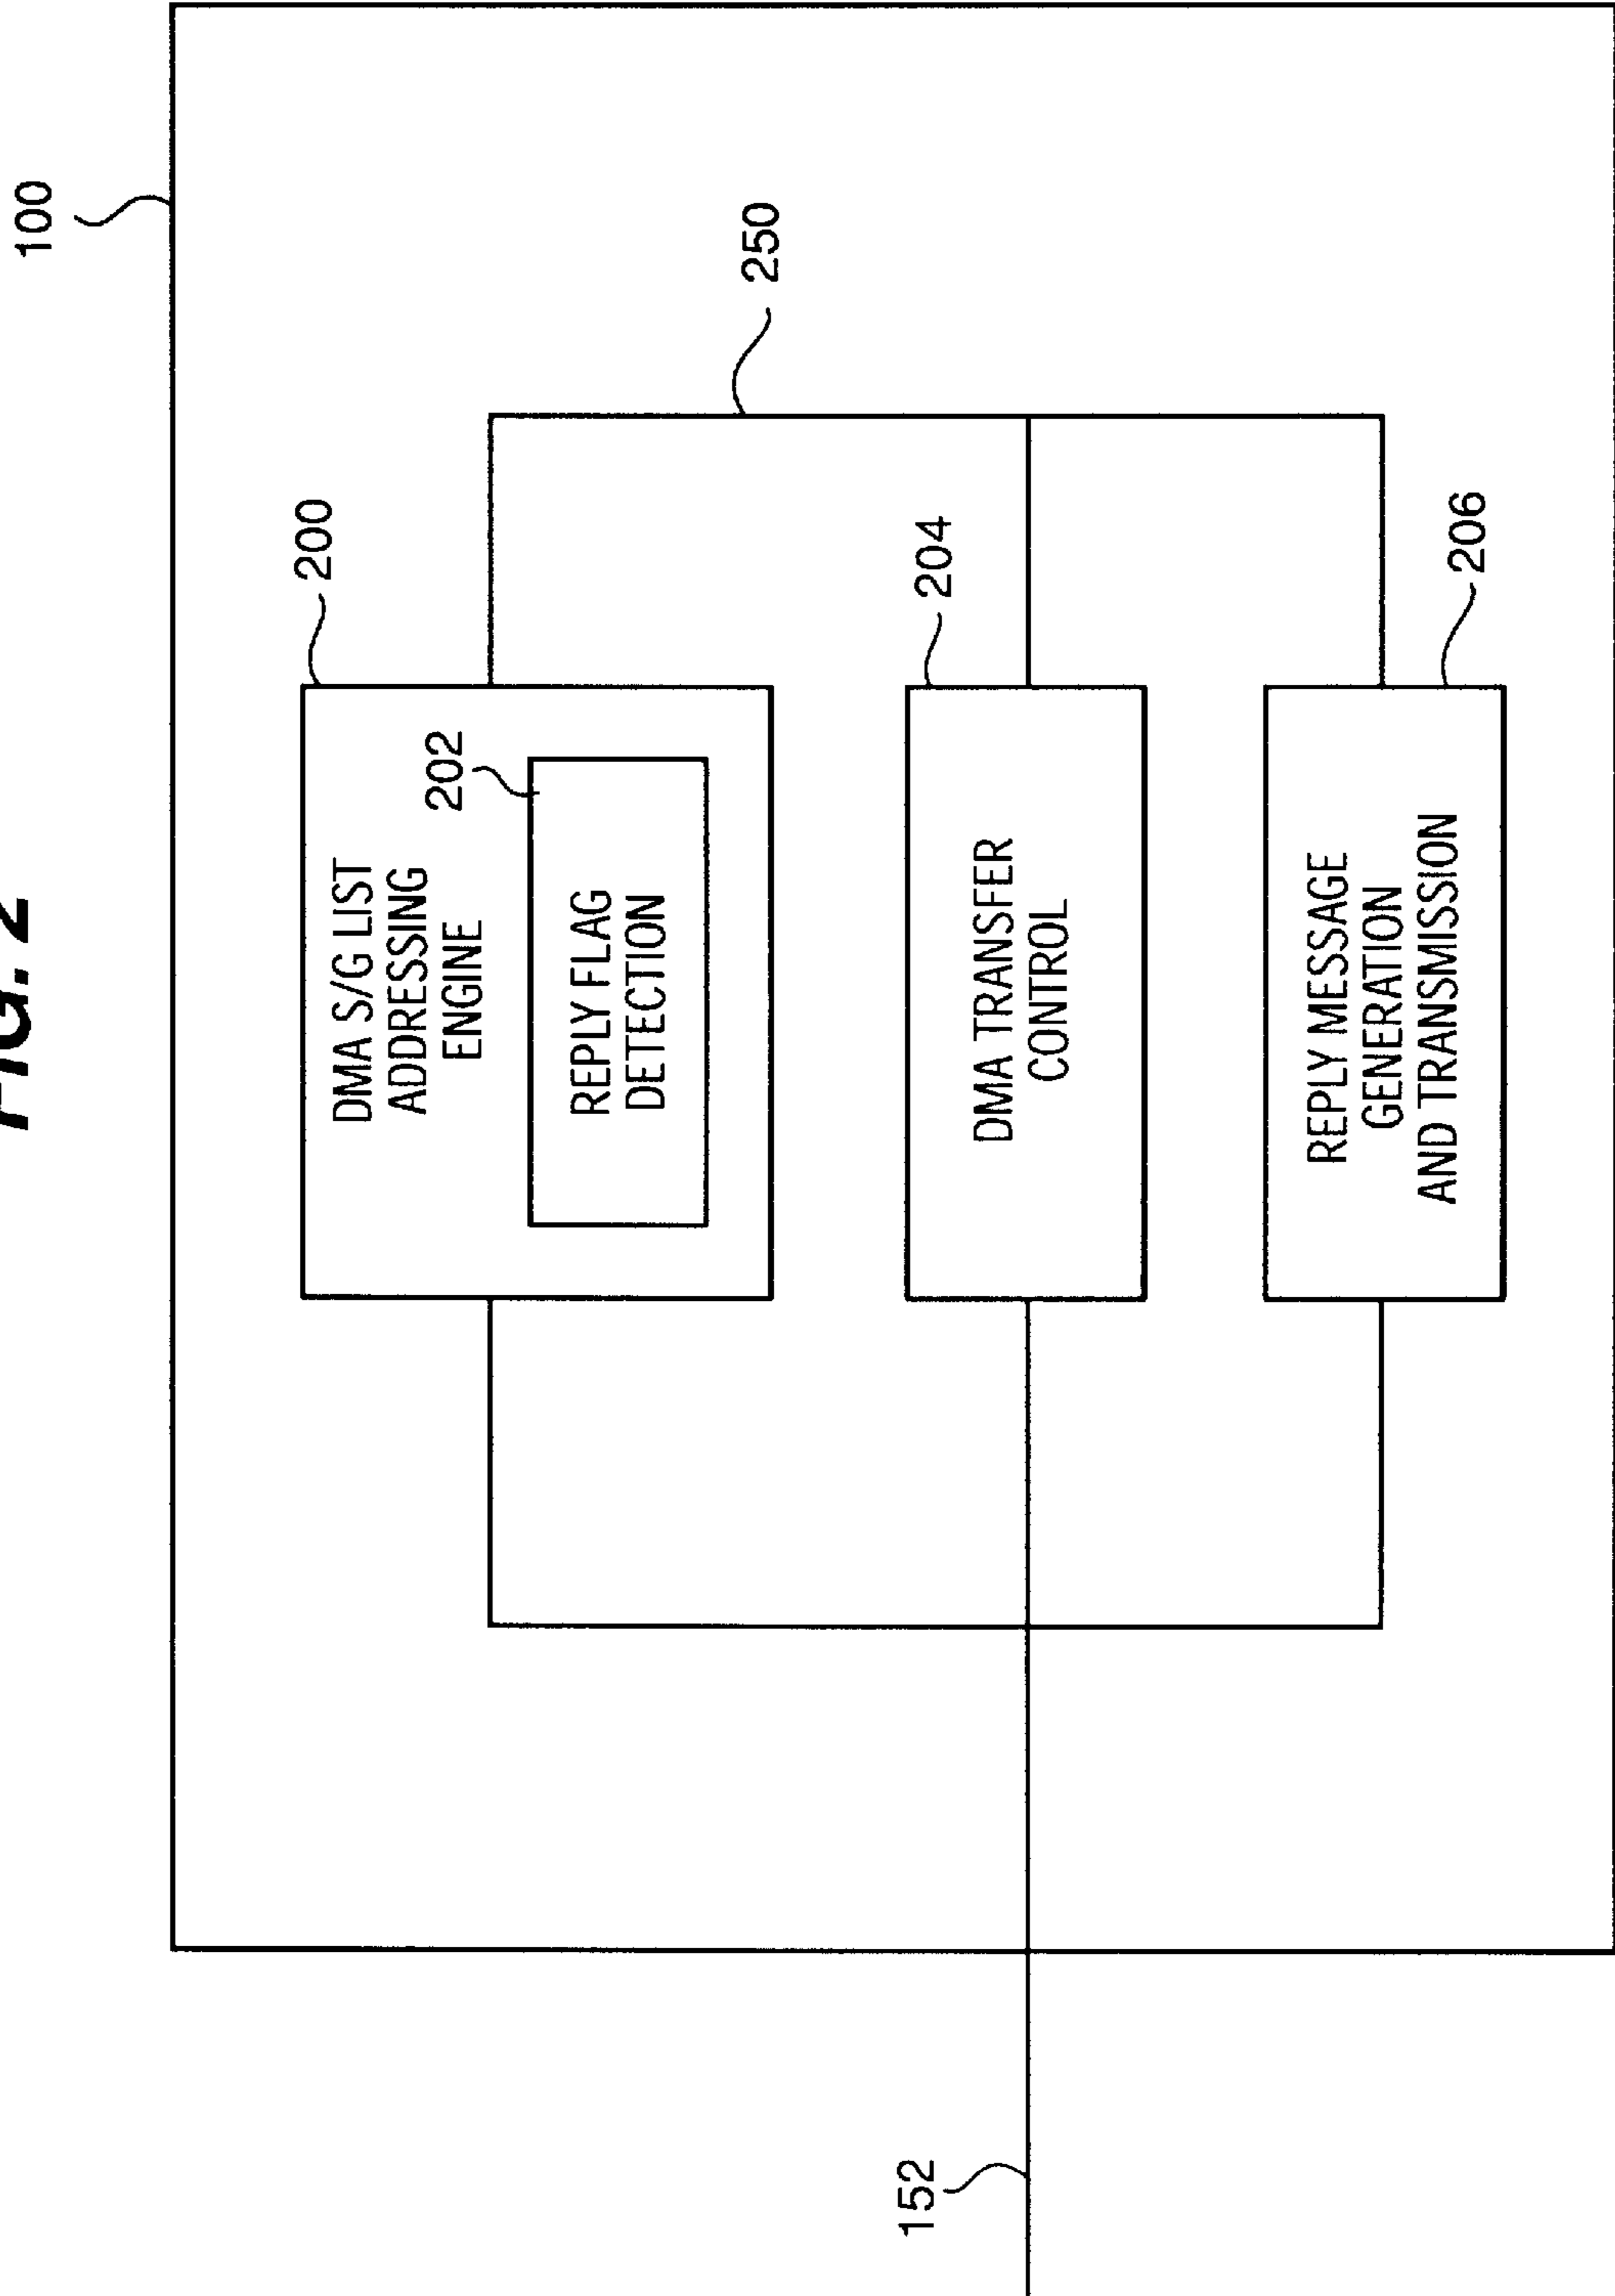 FIG. 2
100
250
200
DMA S/G LIST
ADDRESSING
ENGINE
202
REPLY FLAG
DETECTION
204
DMA TRANSFER
CONTROL
206
REPLY MESSAGE
GENERATION
AND TRANSMISSION
152